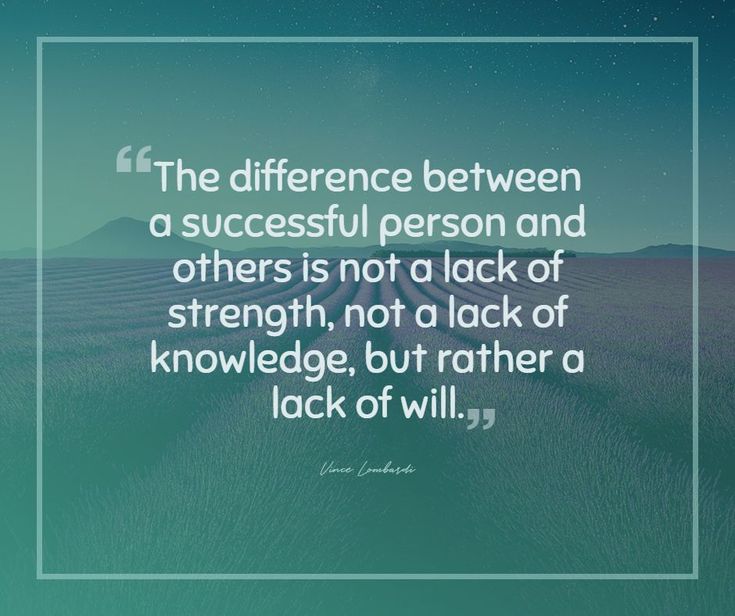 “The difference between
a successful person and
others is not a lack of
strength, not a lack of
knowledge, but rather a
lack of will.”
Vince Lombardi